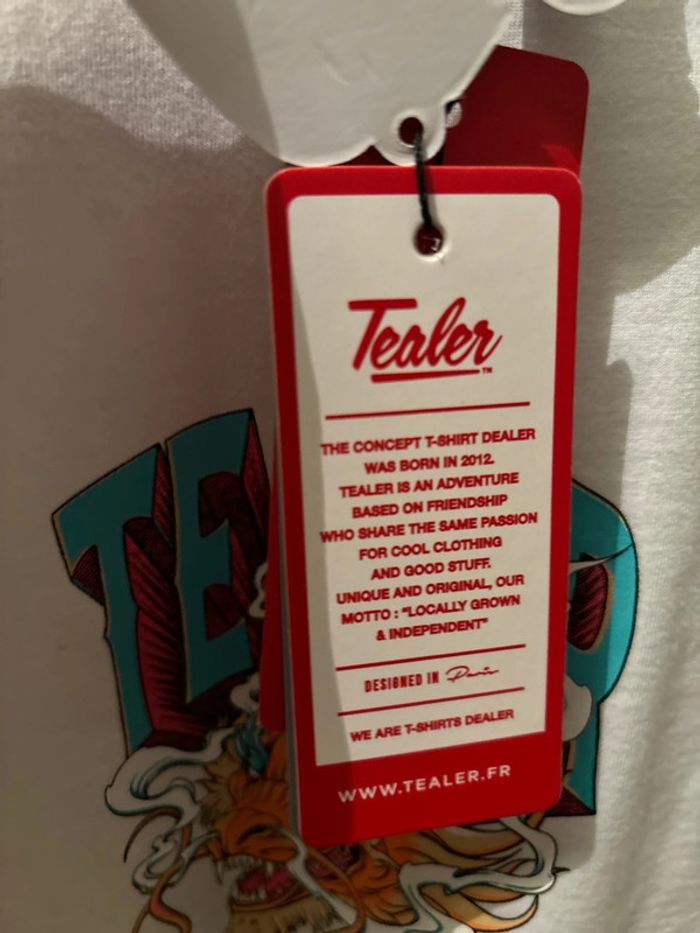 Tealer™
THE CONCEPT T-SHIRT DEALER
WAS BORN IN 2012.
TEALER IS AN ADVENTURE
BASED ON FRIENDSHIP
WHO SHARE THE SAME PASSION
FOR COOL CLOTHING
AND GOOD STUFF.
UNIQUE AND ORIGINAL, OUR
MOTTO : "LOCALLY GROWN
& INDEPENDENT"
DESIGNED IN Paris
WE ARE T-SHIRTS DEALER
WWW.TEALER.FR